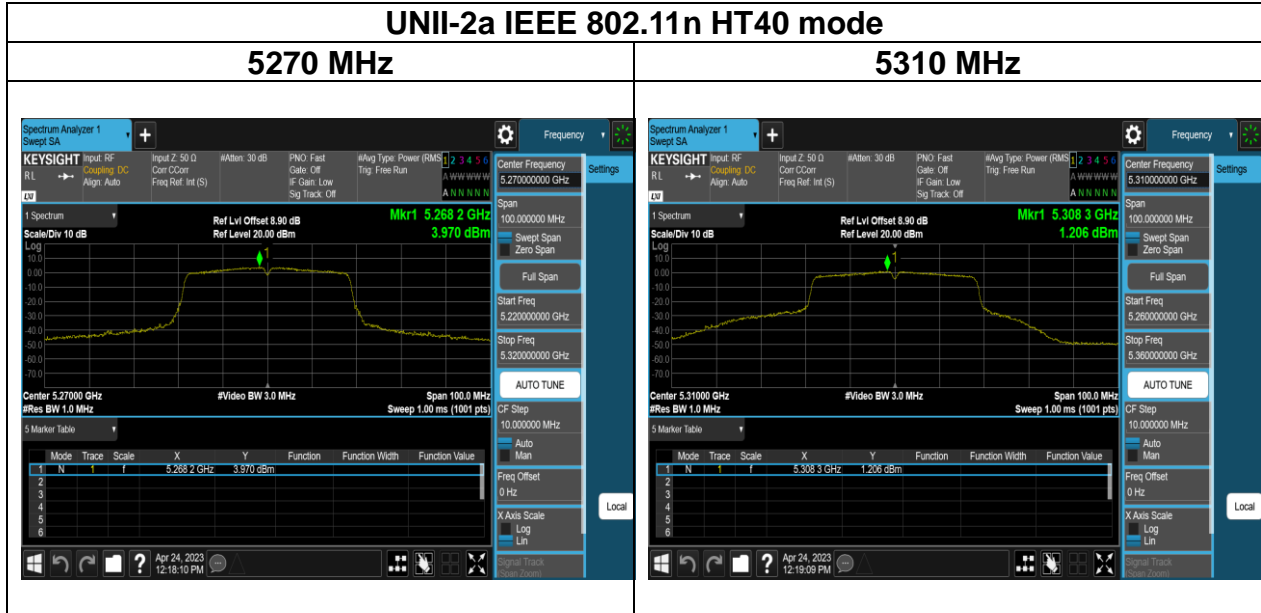 UNII-2a IEEE 802.11n HT40 mode
5270 MHz
5310 MHz
Spectrum Analyzer 1
Swept SA
+
Frequency
KEYSIGHT
RL
Input: RF
Coupling: DC
Align: Auto
Input Z: 50 Ω
Corr CCorr
Freq Ref: Int (S)
#Atten: 30 dB
PNO: Fast
Gate: Off
IF Gain: Low
Sig Track: Off
#Avg Type: Power (RMS
Trig: Free Run
1 2 3 4 5 6
A W W W W W
A N N N N N
LXI
1 Spectrum
Scale/Div 10 dB
Ref Lvl Offset 8.90 dB
Ref Level 20.00 dBm
Mkr1 5.268 2 GHz
3.970 dBm
Log
10.0
0.00
-10.0
-20.0
-30.0
-40.0
-50.0
-60.0
-70.0
1
Center 5.27000 GHz
#Res BW 1.0 MHz
#Video BW 3.0 MHz
Span 100.0 MHz
Sweep 1.00 ms (1001 pts)
5 Marker Table
Mode Trace Scale X Y Function Function Width Function Value
1 N 1 f 5.268 2 GHz 3.970 dBm
2
3
4
5
6
Apr 24, 2023
12:18:10 PM
Center Frequency
5.270000000 GHz
Settings
Span
100.000000 MHz
Swept Span
Zero Span
Full Span
Start Freq
5.220000000 GHz
Stop Freq
5.320000000 GHz
AUTO TUNE
CF Step
10.000000 MHz
Auto
Man
Freq Offset
0 Hz
X Axis Scale
Log
Lin
Signal Track
(Span Zoom)
Local
Spectrum Analyzer 1
Swept SA
+
Frequency
KEYSIGHT
RL
Input: RF
Coupling: DC
Align: Auto
Input Z: 50 Ω
Corr CCorr
Freq Ref: Int (S)
#Atten: 30 dB
PNO: Fast
Gate: Off
IF Gain: Low
Sig Track: Off
#Avg Type: Power (RMS
Trig: Free Run
1 2 3 4 5 6
A W W W W W
A N N N N N
LXI
1 Spectrum
Scale/Div 10 dB
Ref Lvl Offset 8.90 dB
Ref Level 20.00 dBm
Mkr1 5.308 3 GHz
1.206 dBm
Log
10.0
0.00
-10.0
-20.0
-30.0
-40.0
-50.0
-60.0
-70.0
1
Center 5.31000 GHz
#Res BW 1.0 MHz
#Video BW 3.0 MHz
Span 100.0 MHz
Sweep 1.00 ms (1001 pts)
5 Marker Table
Mode Trace Scale X Y Function Function Width Function Value
1 N 1 f 5.308 3 GHz 1.206 dBm
2
3
4
5
6
Apr 24, 2023
12:19:09 PM
Center Frequency
5.310000000 GHz
Settings
Span
100.000000 MHz
Swept Span
Zero Span
Full Span
Start Freq
5.260000000 GHz
Stop Freq
5.360000000 GHz
AUTO TUNE
CF Step
10.000000 MHz
Auto
Man
Freq Offset
0 Hz
X Axis Scale
Log
Lin
Signal Track
(Span Zoom)
Local